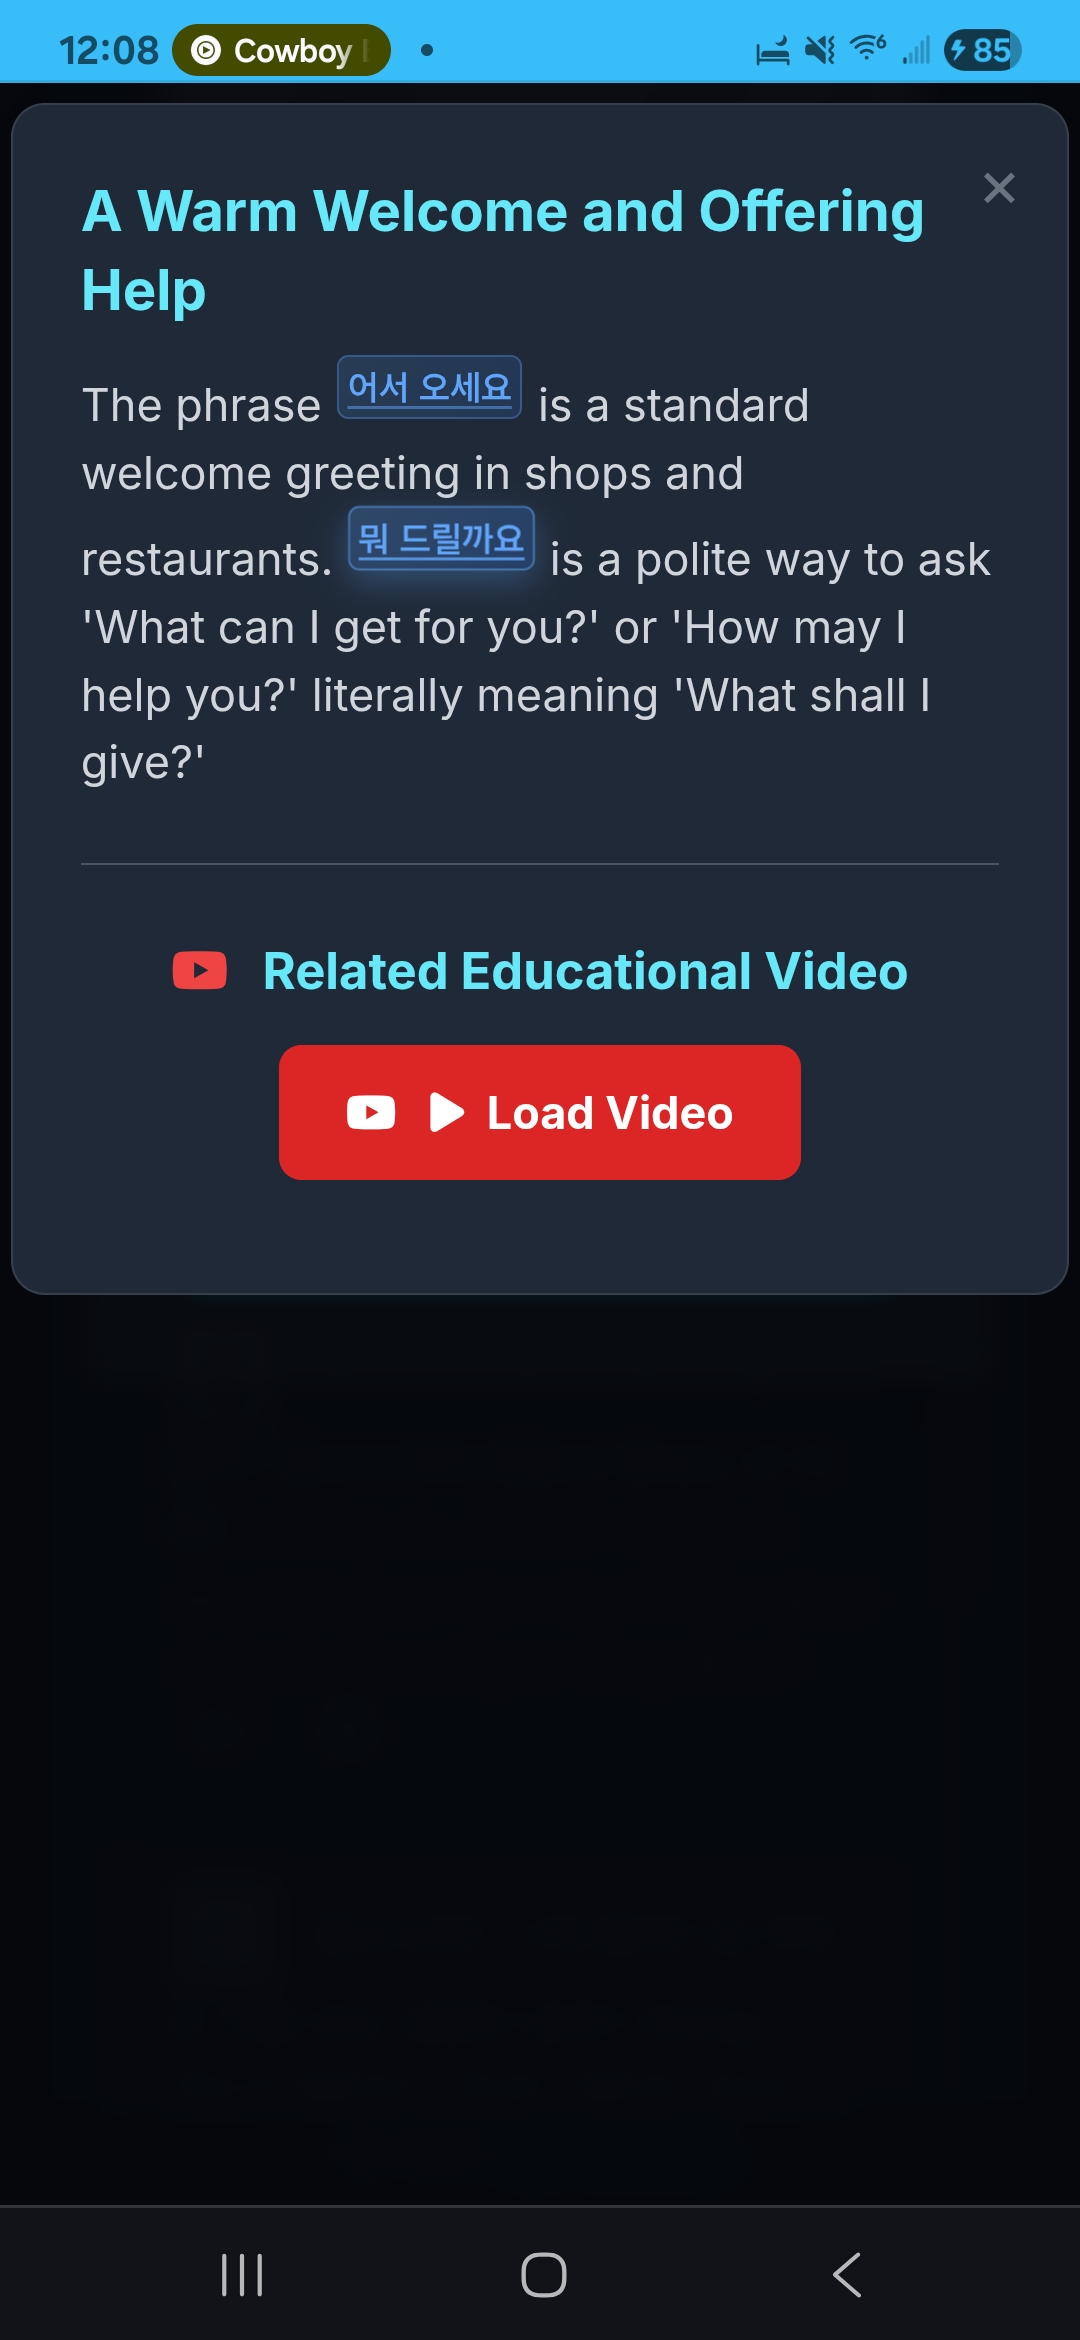 12:08 Cowboy 85
A Warm Welcome and Offering
Help
The phrase 어서 오세요 is a standard
welcome greeting in shops and
restaurants. 뭐 드릴까요 is a polite way to ask
'What can I get for you?' or 'How may I
help you?' literally meaning 'What shall I
give?'
Related Educational Video
Load Video